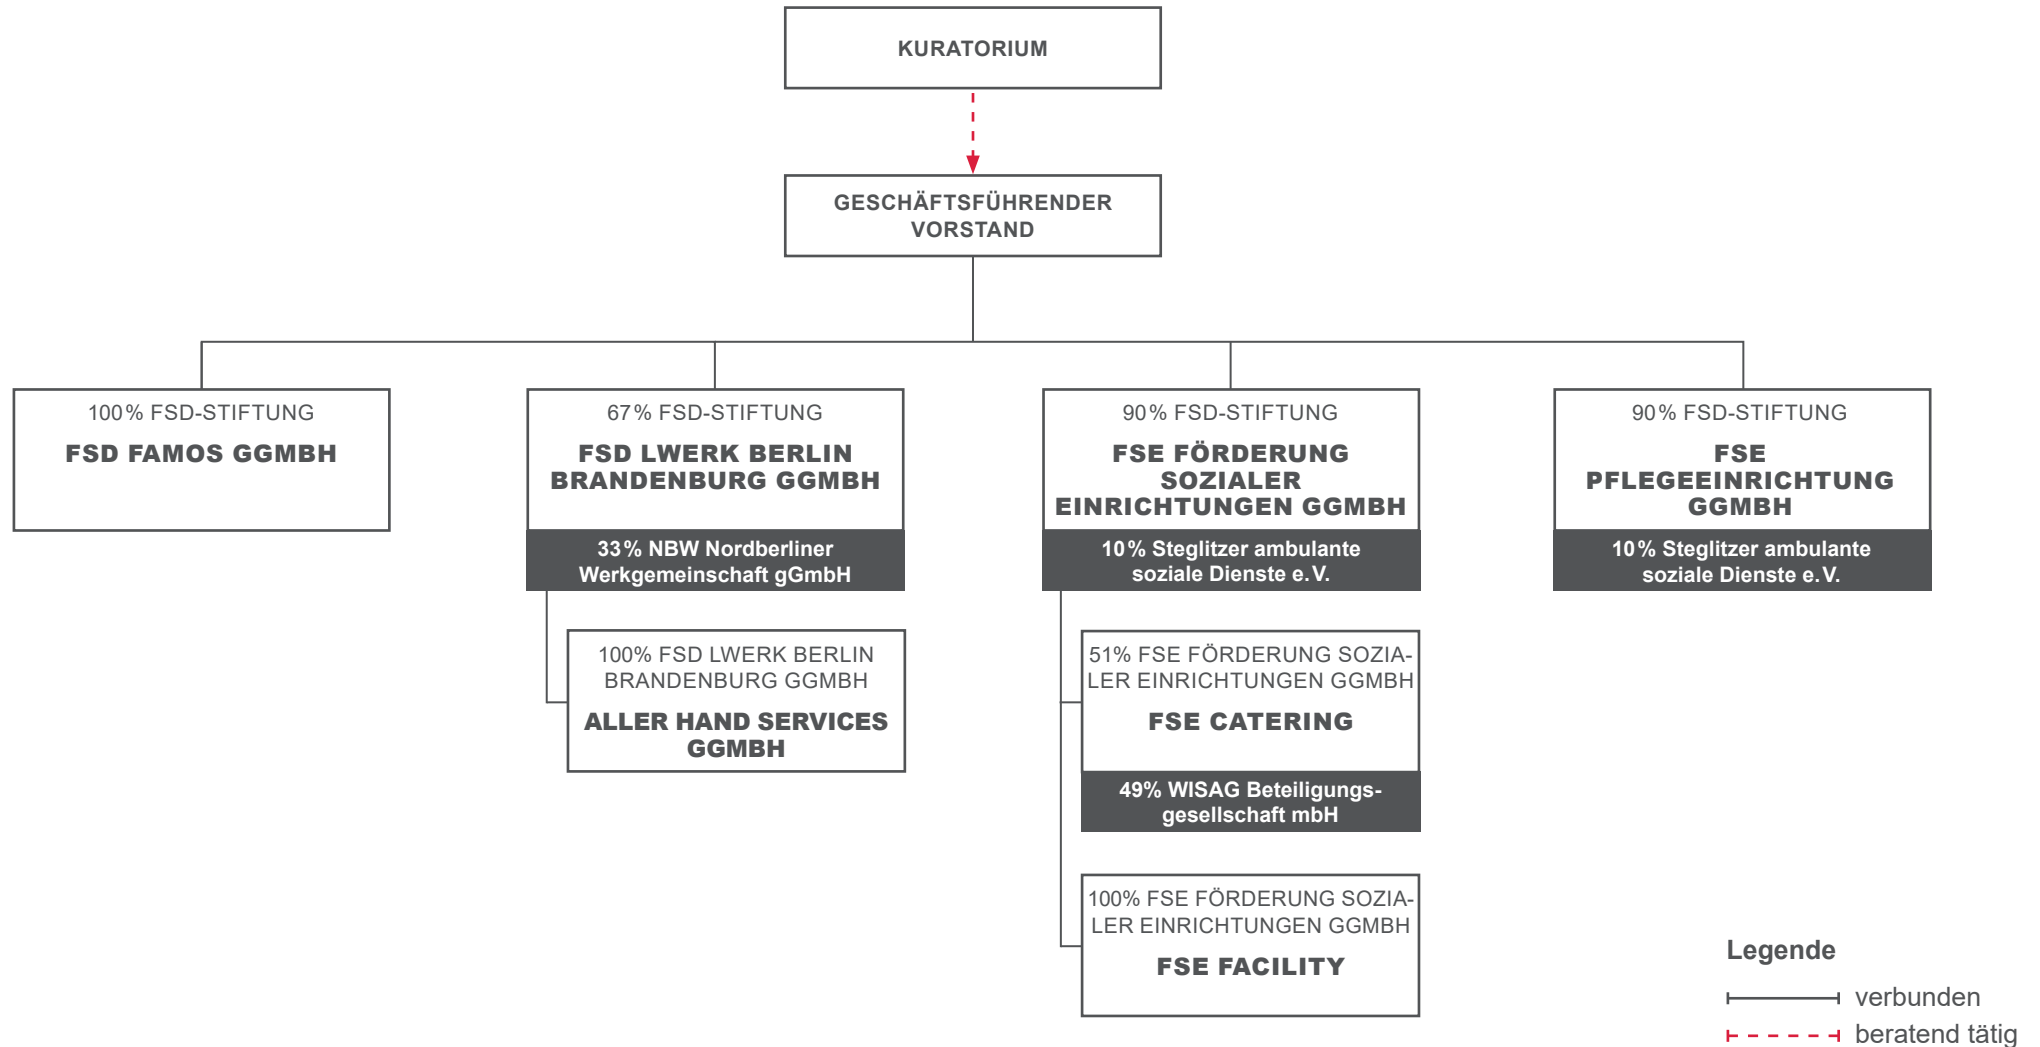 KURATORIUM
GESCHÄFTSFÜHRENDER
VORSTAND
100% FSD-STIFTUNG
FSD FAMOS GGMBH
67% FSD-STIFTUNG
FSD LWERK BERLIN
BRANDENBURG GGMBH
33% NBW Nordberliner
Werkgemeinschaft gGmbH
100% FSD LWERK BERLIN
BRANDENBURG GGMBH
ALLER HAND SERVICES
GGMBH
90% FSD-STIFTUNG
FSE FÖRDERUNG
SOZIALER
EINRICHTUNGEN GGMBH
10% Steglitzer ambulante
soziale Dienste e.V.
51% FSE FÖRDERUNG SOZIA-
LER EINRICHTUNGEN GGMBH
FSE CATERING
49% WISAG Beteiligungs-
gesellschaft mbH
100% FSE FÖRDERUNG SOZIA-
LER EINRICHTUNGEN GGMBH
FSE FACILITY
90% FSD-STIFTUNG
FSE
PFLEGEEINRICHTUNG
GGMBH
10% Steglitzer ambulante
soziale Dienste e.V.
Legende
verbunden
beratend tätig